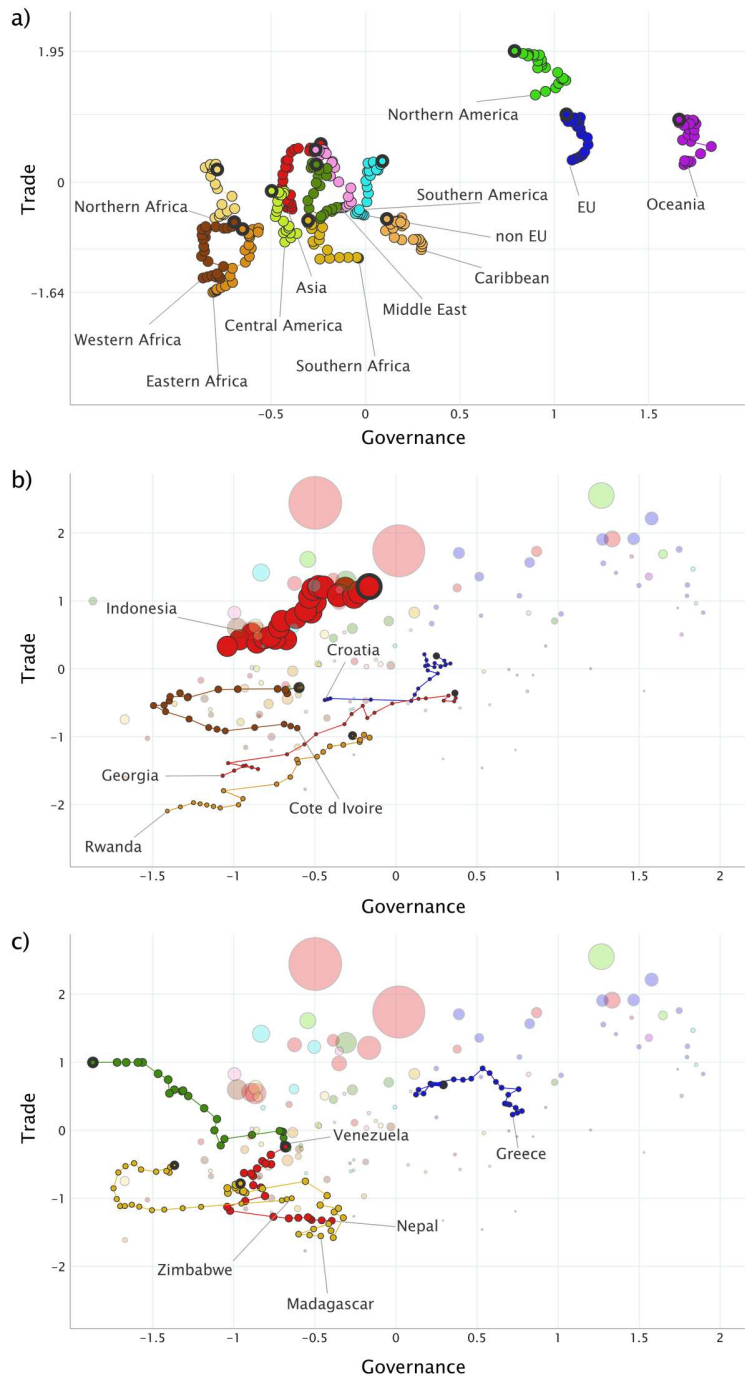 a)
1.95
Northern America
Trade
0
Northern Africa
Southern America
EU
Oceania
non EU
Asia
Caribbean
-1.64
Middle East
Central America
Western Africa
Southern Africa
Eastern Africa
-0.5 0 0.5 1 1.5
Governance
b)
2
1
Indonesia
Trade
0
Croatia
-1
Georgia
Cote d Ivoire
-2
Rwanda
-1.5 -1 -0.5 0 0.5 1 1.5 2
Governance
c)
2
1
Trade
0
Venezuela
Greece
-1
Nepal
Zimbabwe
-2
Madagascar
-1.5 -1 -0.5 0 0.5 1 1.5 2
Governance